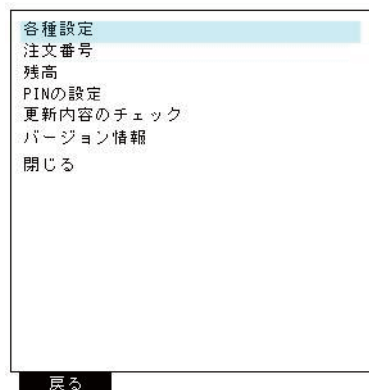 各種設定
注文番号
残高
PINの設定
更新内容のチェック
バージョン情報
閉じる
戻る